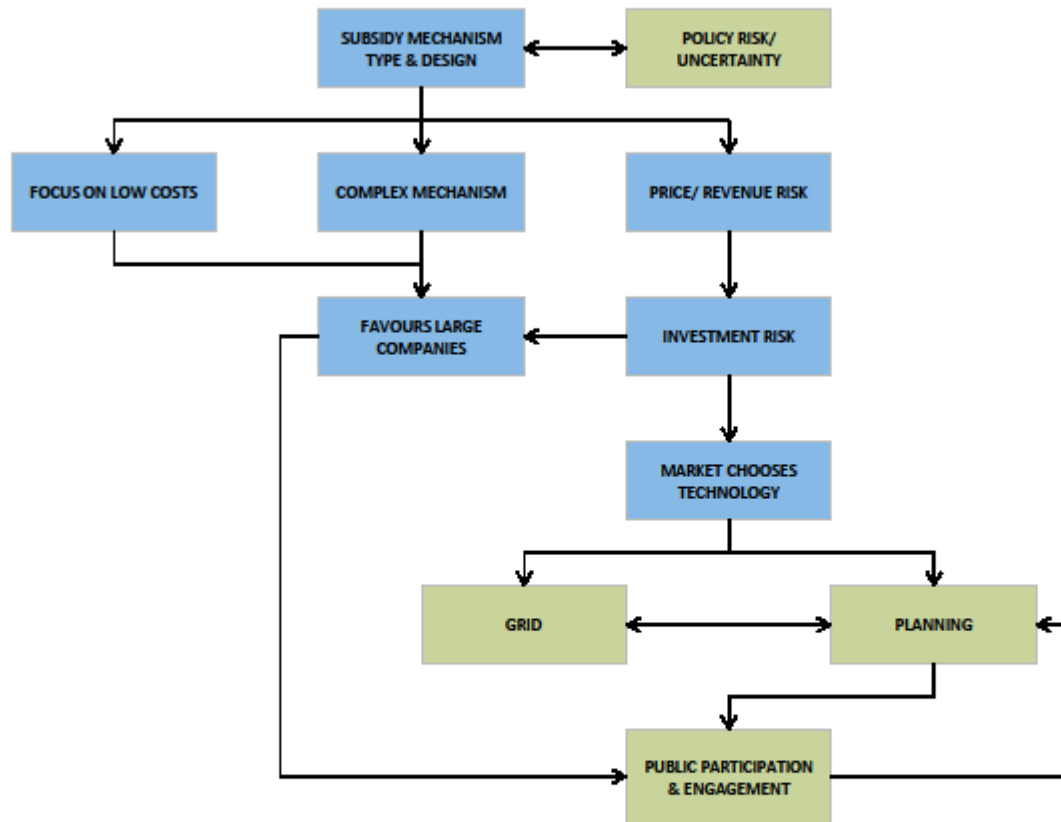 SUBSIDY MECHANISM
TYPE & DESIGN
POLICY RISK/
UNCERTAINTY
FOCUS ON LOW COSTS
COMPLEX MECHANISM
PRICE/ REVENUE RISK
FAVOURS LARGE
COMPANIES
INVESTMENT RISK
MARKET CHOOSES
TECHNOLOGY
GRID
PLANNING
PUBLIC PARTICIPATION
& ENGAGEMENT